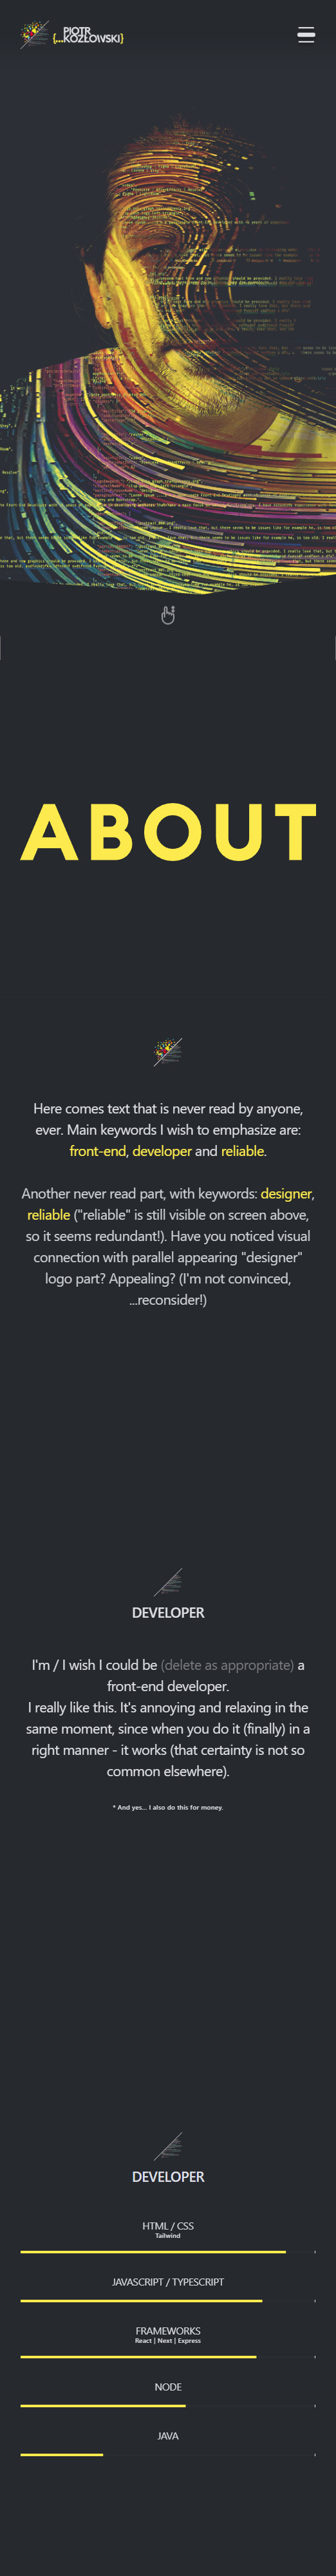 PIOTR
{...KOZŁOWSKI}
ABOUT
Here comes text that is never read by anyone,
ever. Main keywords I wish to emphasize are:
front-end, developer and reliable.
Another never read part, with keywords: designer,
reliable ("reliable" is still visible on screen above,
so it seems redundant!). Have you noticed visual
connection with parallel appearing "designer"
logo part? Appealing? (I'm not convinced,
...reconsider!)
DEVELOPER
I'm / I wish I could be (delete as appropriate) a
front-end developer.
I really like this. It's annoying and relaxing in the
same moment, since when you do it (finally) in a
right manner - it works (that certainty is not so
common elsewhere).
* And yes... I also do this for money.
DEVELOPER
HTML / CSS
Tailwind
JAVASCRIPT / TYPESCRIPT
FRAMEWORKS
React | Next | Express
NODE
JAVA